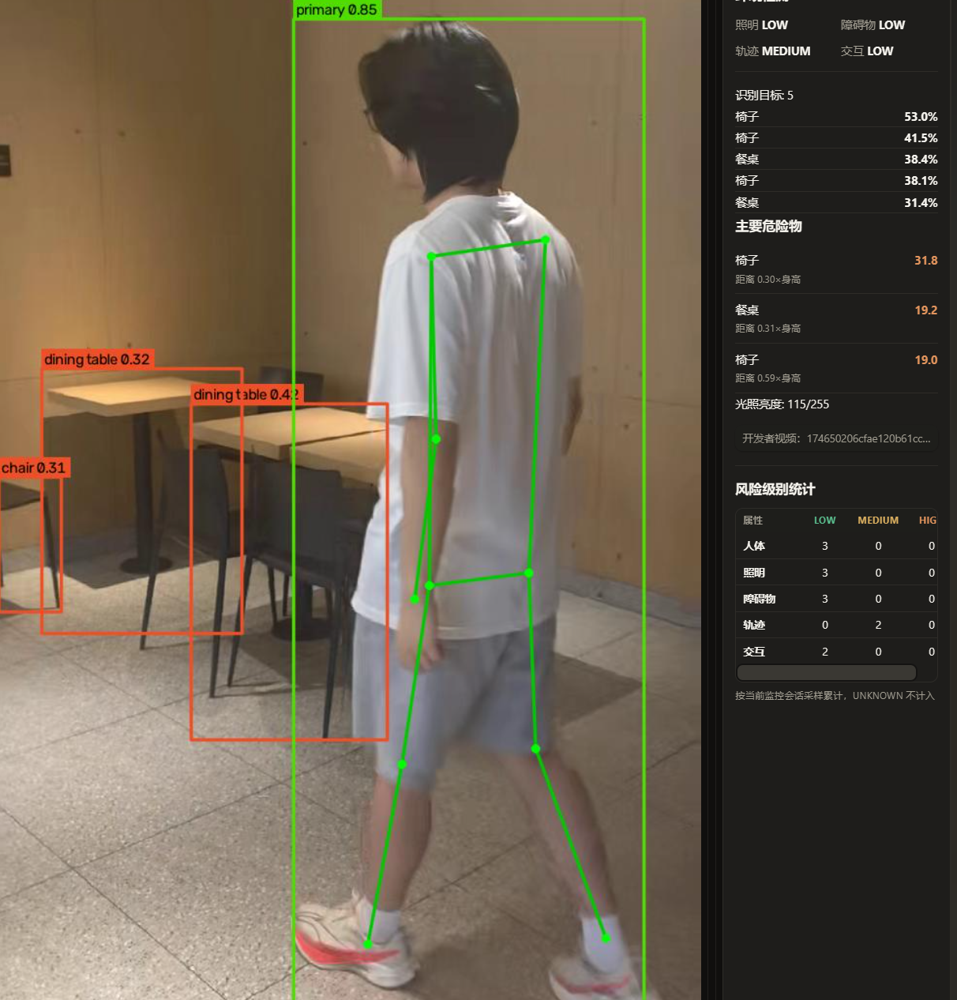 primary 0.85
dining table 0.32
dining table 0.42
chair 0.31
照明 LOW 障碍物 LOW
轨迹 MEDIUM 交互 LOW
识别目标: 5
椅子 53.0%
椅子 41.5%
餐桌 38.4%
椅子 38.1%
餐桌 31.4%
主要危险物
椅子 31.8
距离 0.30×身高
餐桌 19.2
距离 0.31×身高
椅子 19.0
距离 0.59×身高
光照亮度: 115/255
开发者视频: 174650206cfae120b61cc...
风险级别统计
属性 LOW MEDIUM HIG
人体 3 0 0
照明 3 0 0
障碍物 3 0 0
轨迹 0 2 0
交互 2 0 0
按当前监控会话采样累计，UNKNOWN 不计入